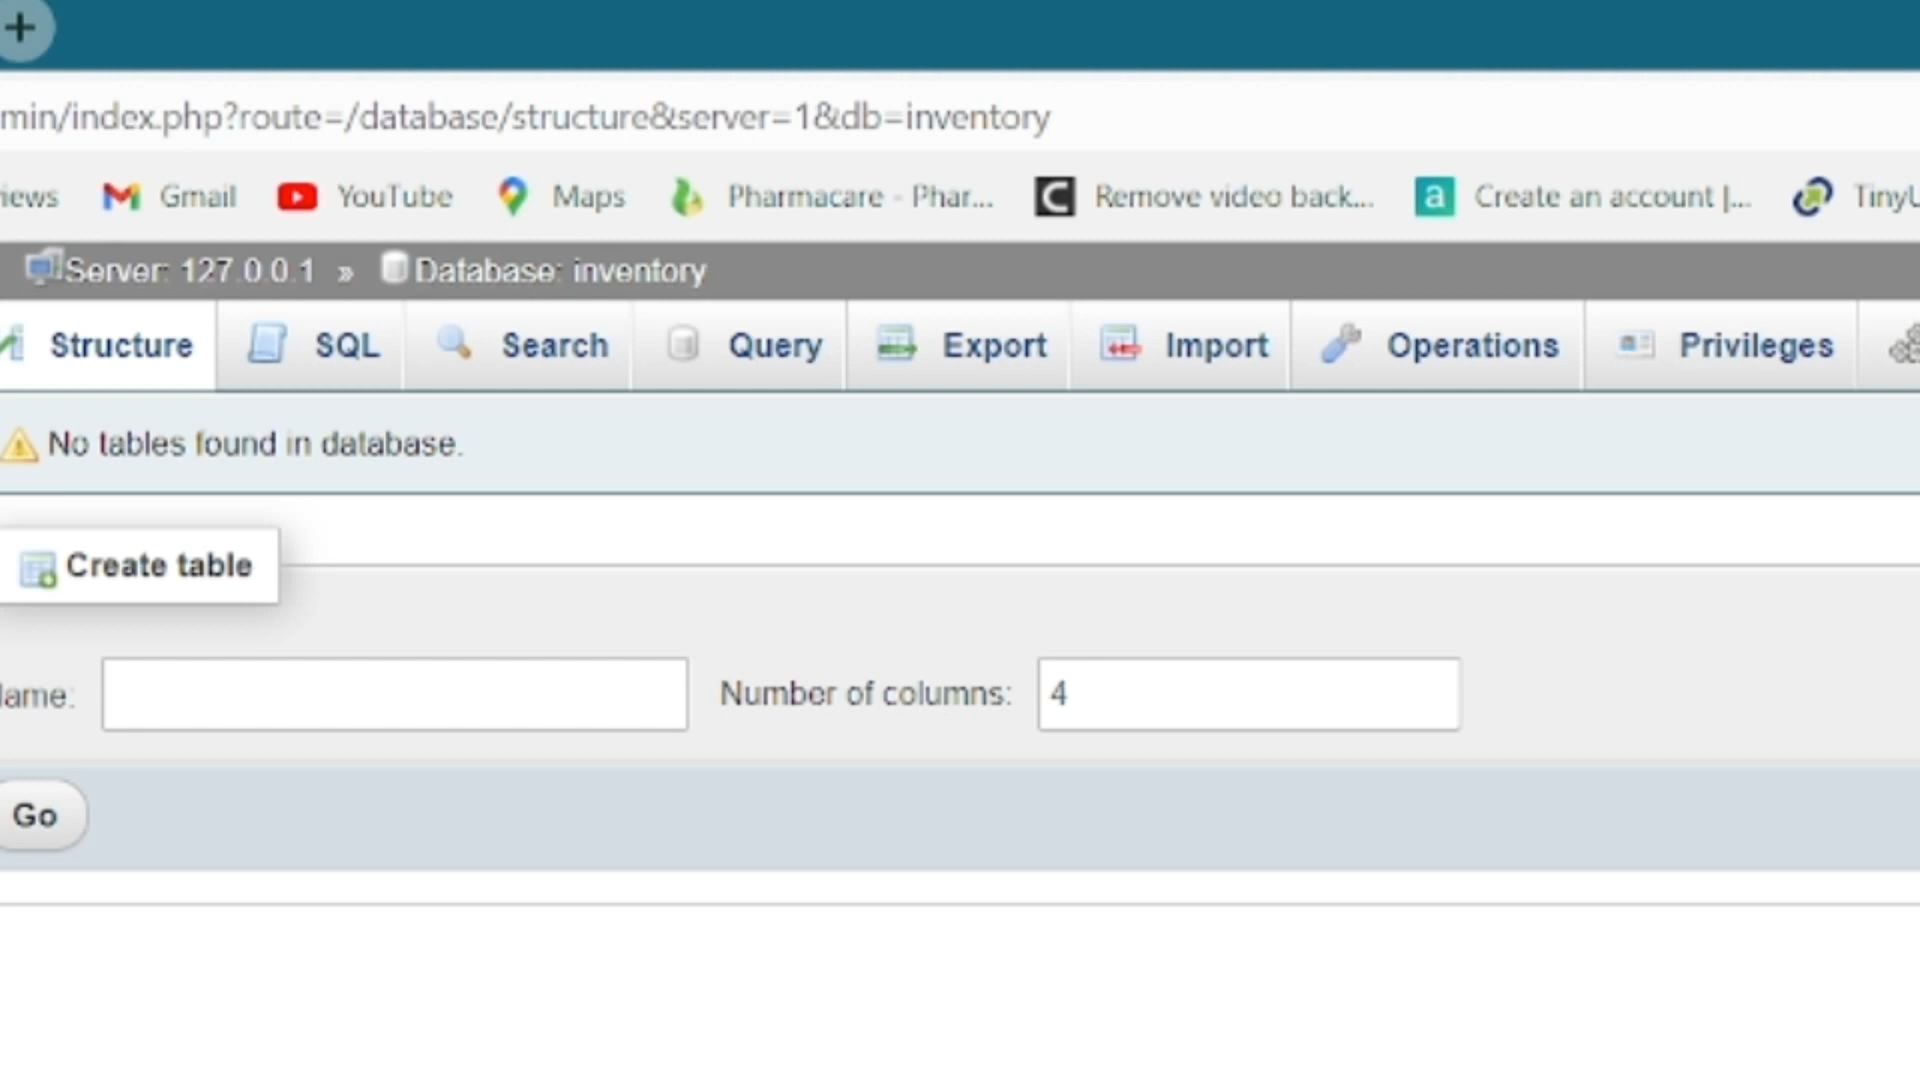 min/index.php?route=/database/structure&server=1&db=inventory
iews Gmail YouTube Maps Pharmacare - Phar... Remove video back... a Create an account |... TinyU
Server: 127.0.0.1 » Database: inventory
Structure SQL Search Query Export Import Operations Privileges
No tables found in database.
Create table
ame: Number of columns: 4
Go